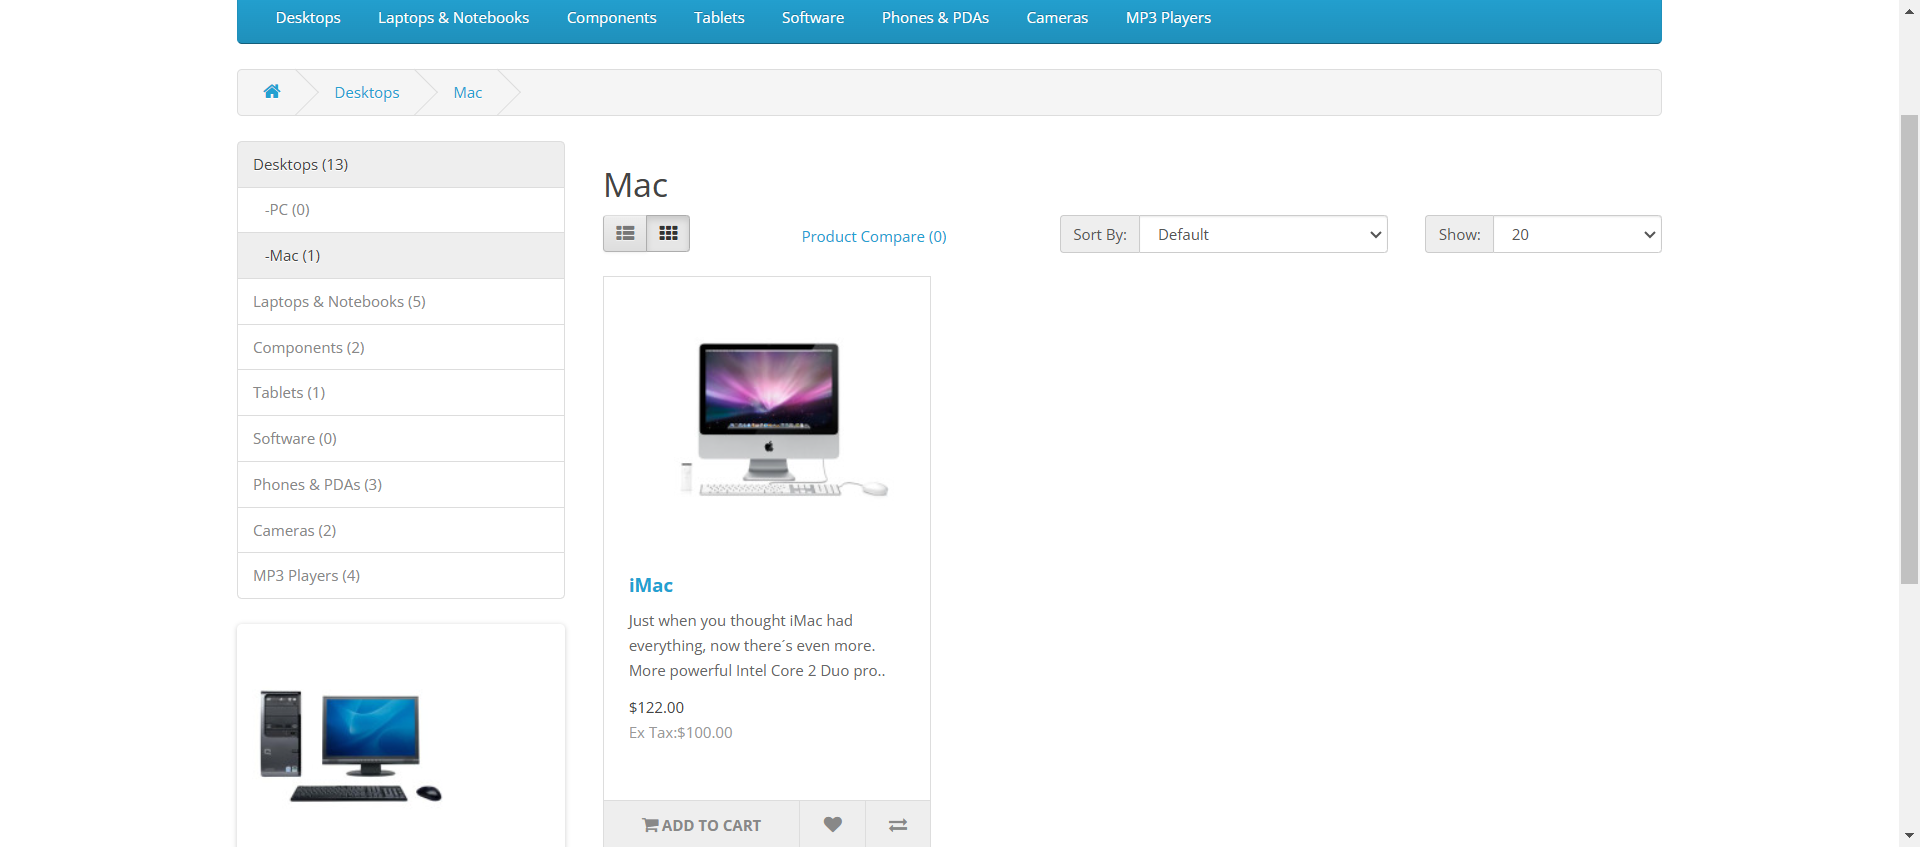 Desktops
Laptops & Notebooks
Components
Tablets
Software
Phones & PDAs
Cameras
MP3 Players
Desktops
Mac
Desktops (13)
-PC (0)
-Mac (1)
Laptops & Notebooks (5)
Components (2)
Tablets (1)
Software (0)
Phones & PDAs (3)
Cameras (2)
MP3 Players (4)
Mac
Product Compare (0)
Sort By:
Default
Show:
20
iMac
Just when you thought iMac had
everything, now there´s even more.
More powerful Intel Core 2 Duo pro..
$122.00
Ex Tax:$100.00
ADD TO CART